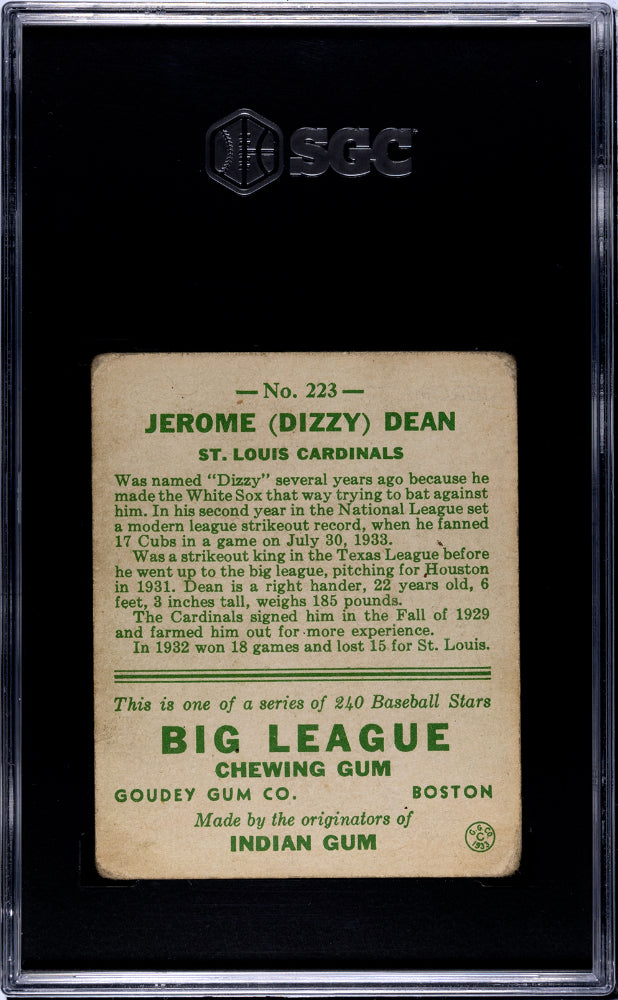 SGC
— No. 223 —
JEROME (DIZZY) DEAN
ST. LOUIS CARDINALS
Was named "Dizzy" several years ago because he
made the White Sox that way trying to bat against
him. In his second year in the National League set
a modern league strikeout record, when he fanned
17 Cubs in a game on July 30, 1933.
Was a strikeout king in the Texas League before
he went up to the big league, pitching for Houston
in 1931. Dean is a right hander, 22 years old, 6
feet, 3 inches tall, weighs 185 pounds.
The Cardinals signed him in the Fall of 1929
and farmed him out for more experience.
In 1932 won 18 games and lost 15 for St. Louis.
This is one of a series of 240 Baseball Stars
BIG LEAGUE
CHEWING GUM
GOUDEY GUM CO. BOSTON
Made by the originators of
INDIAN GUM
G. G. CO.
C
1933